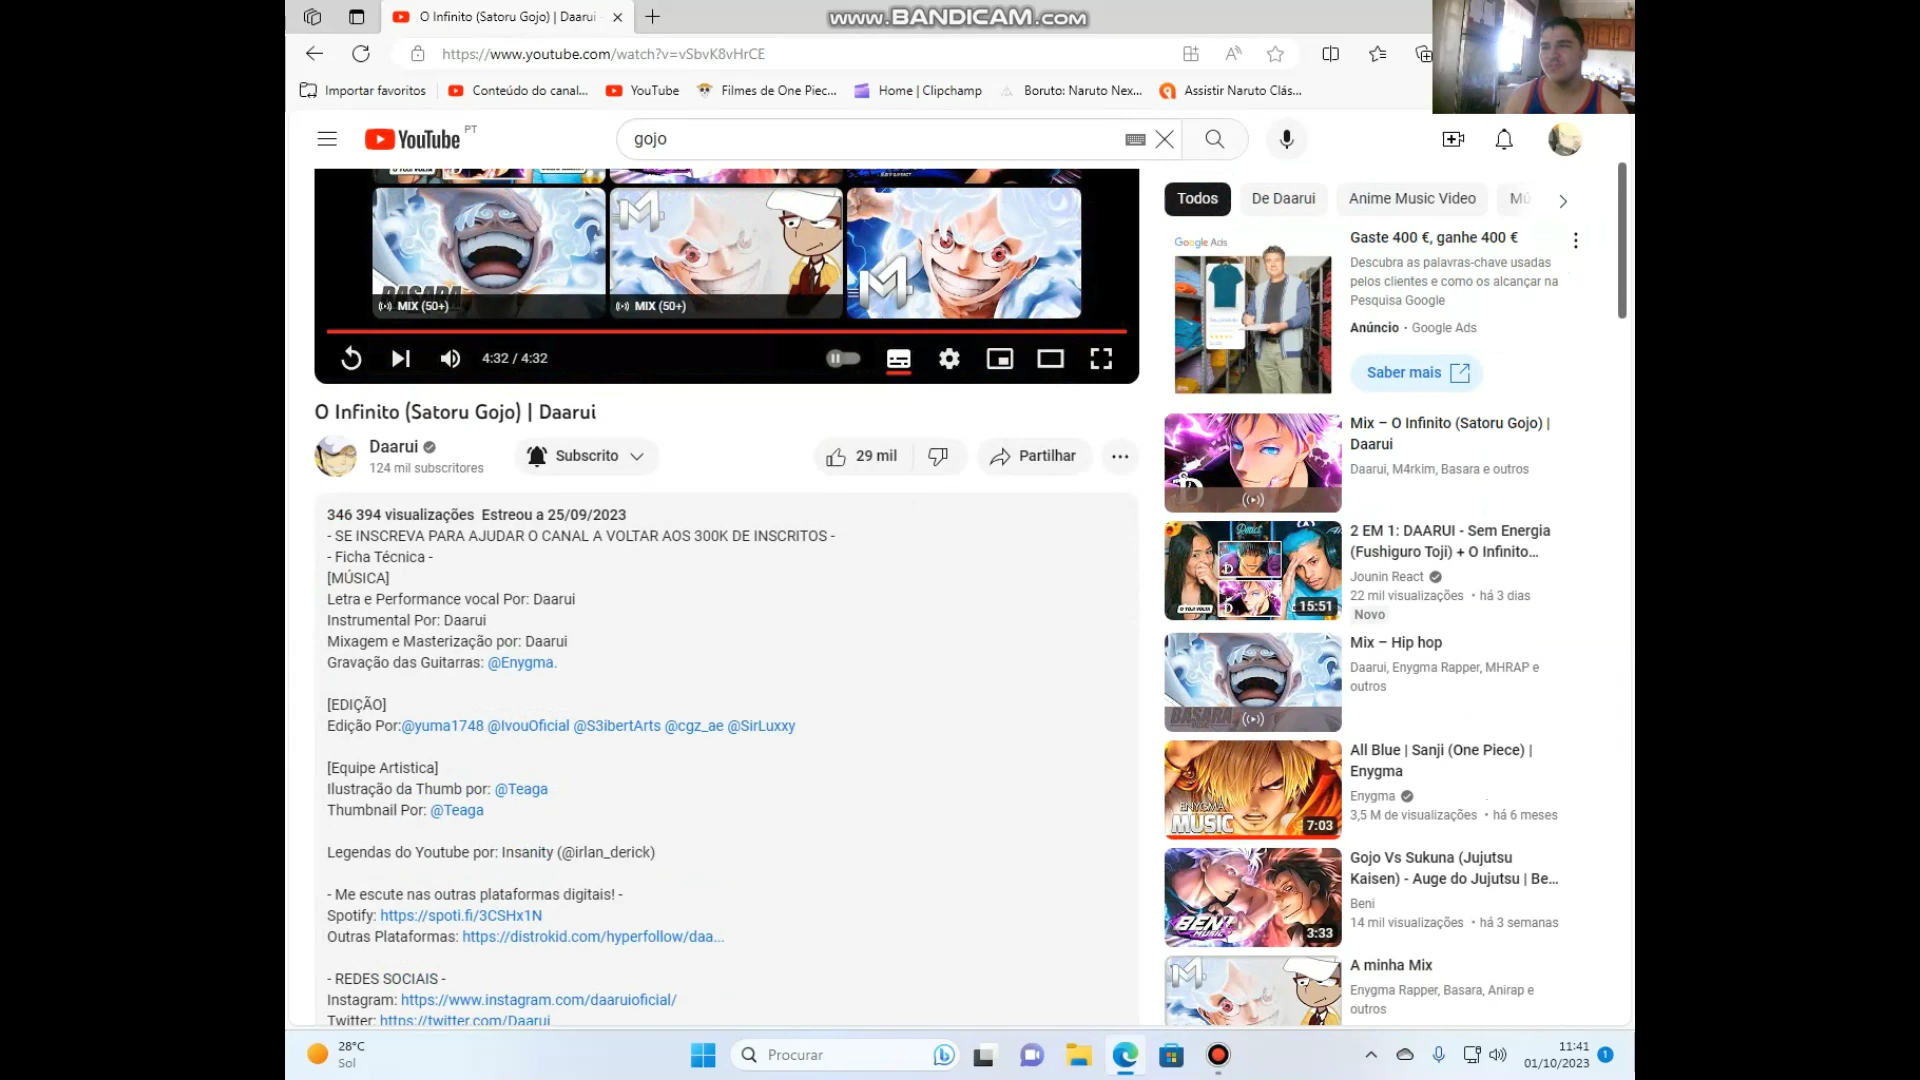 O Infinito (Satoru Gojo) | Daarui
www.BANDICAM.com
https://www.youtube.com/watch?v=vSbvK8vHrCE
Importar favoritos
Conteúdo do canal...
YouTube
Filmes de One Piec...
Home | Clipchamp
Boruto: Naruto Nex...
Assistir Naruto Clás...
YouTube PT
gojo
BASARA
MIX (50+)
MIX (50+)
4:32 / 4:32
O Infinito (Satoru Gojo) | Daarui
Daarui
124 mil subscritores
Subscrito
29 mil
Partilhar
346 394 visualizações Estreou a 25/09/2023
- SE INSCREVA PARA AJUDAR O CANAL A VOLTAR AOS 300K DE INSCRITOS -
- Ficha Técnica -
[MÚSICA]
Letra e Performance vocal Por: Daarui
Instrumental Por: Daarui
Mixagem e Masterização por: Daarui
Gravação das Guitarras: @Enygma.
[EDIÇÃO]
Edição Por:@yuma1748 @IvouOficial @S3ibertArts @cgz_ae @SirLuxxy
[Equipe Artistica]
Ilustração da Thumb por: @Teaga
Thumbnail Por: @Teaga
Legendas do Youtube por: Insanity (@irlan_derick)
- Me escute nas outras plataformas digitais! -
Spotify: https://spoti.fi/3CSHx1N
Outras Plataformas: https://distrokid.com/hyperfollow/daa...
- REDES SOCIAIS -
Instagram: https://www.instagram.com/daaruioficial/
Twitter: https://twitter.com/Daarui
Todos
De Daarui
Anime Music Video
Mú
Google Ads
Gaste 400 €, ganhe 400 €
Descubra as palavras-chave usadas
pelos clientes e como os alcançar na
Pesquisa Google
Anúncio · Google Ads
Saber mais
Mix – O Infinito (Satoru Gojo) |
Daarui
Daarui, M4rkim, Basara e outros
15:51
2 EM 1: DAARUI - Sem Energia
(Fushiguro Toji) + O Infinito...
Jounin React
22 mil visualizações • há 3 dias
Novo
BASARA
Mix – Hip hop
Daarui, Enygma Rapper, MHRAP e
outros
ENYGMA
MUSIC
7:03
All Blue | Sanji (One Piece) |
Enygma
Enygma
3,5 M de visualizações • há 6 meses
BENI
MUSIC
3:33
Gojo Vs Sukuna (Jujutsu
Kaisen) - Auge do Jujutsu | Be...
Beni
14 mil visualizações • há 3 semanas
A minha Mix
Enygma Rapper, Basara, Anirap e
outros
28°C
Sol
Procurar
11:41
01/10/2023
1